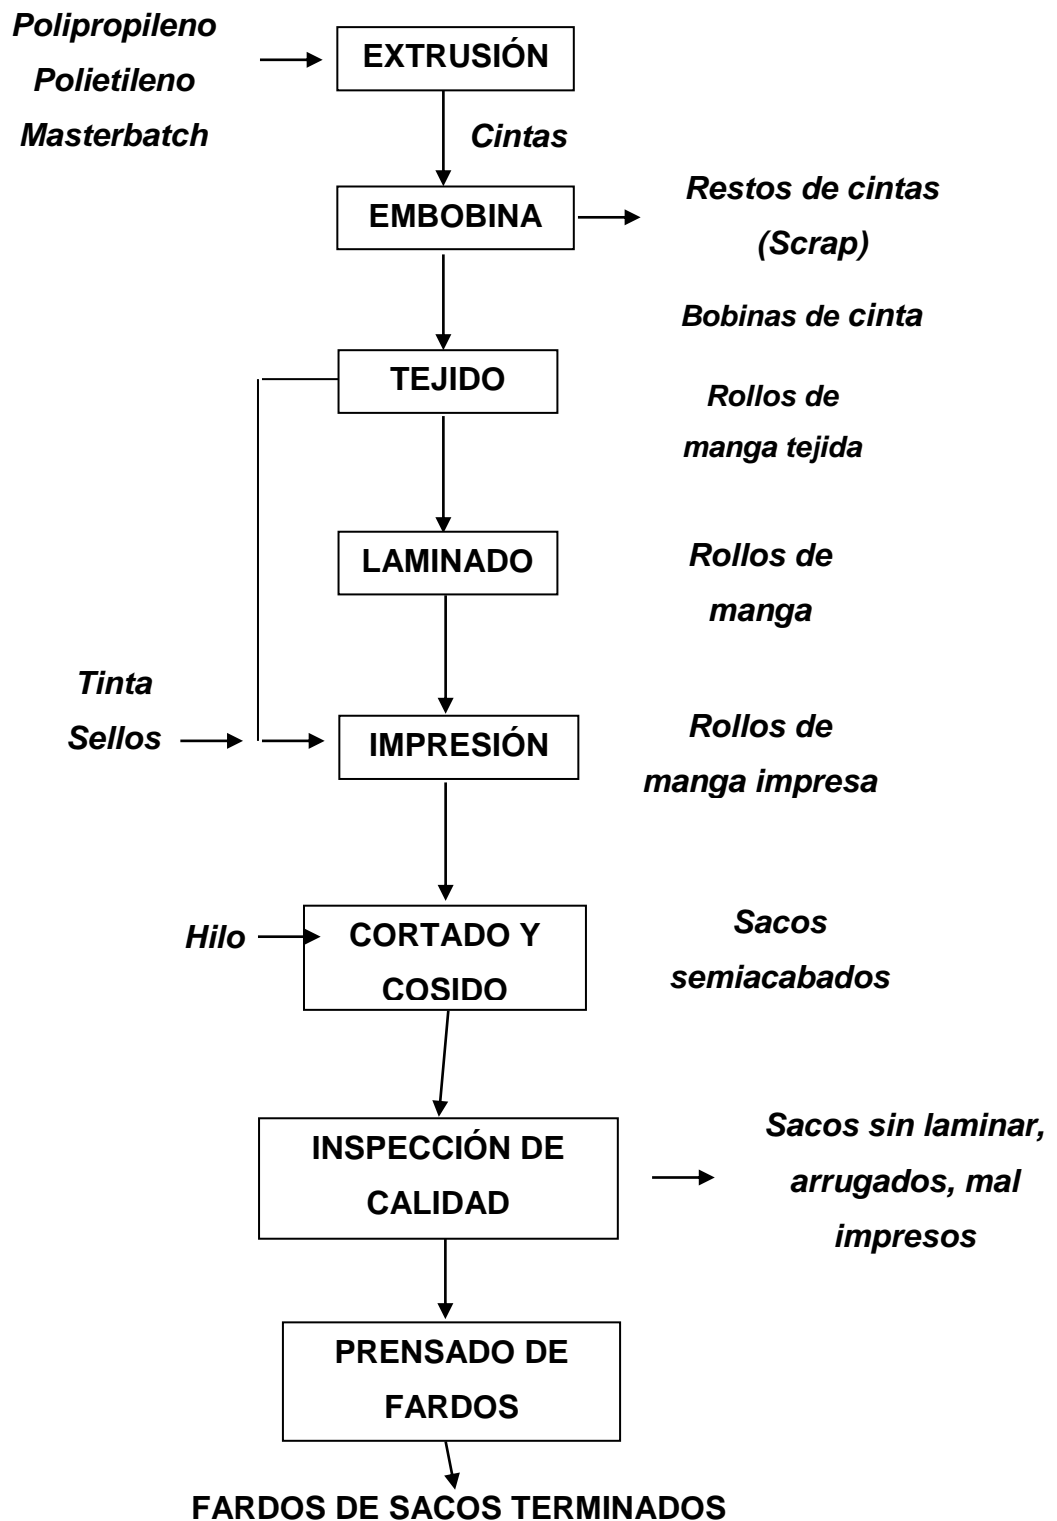 Polipropileno
Polietileno
Masterbatch
EXTRUSIÓN
Cintas
EMBOBINA
Restos de cintas
(Scrap)
Bobinas de cinta
TEJIDO
Rollos de
manga tejida
LAMINADO
Rollos de
manga
Tinta
Sellos
IMPRESIÓN
Rollos de
manga impresa
Hilo
CORTADO Y
COSIDO
Sacos
semiacabados
INSPECCIÓN DE
CALIDAD
Sacos sin laminar,
arrugados, mal
impresos
PRENSADO DE
FARDOS
FARDOS DE SACOS TERMINADOS